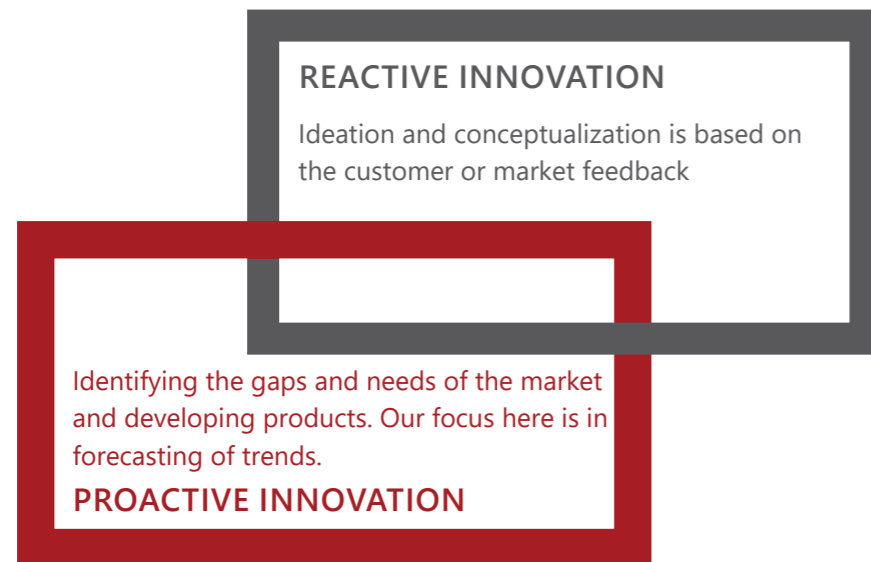 REACTIVE INNOVATION
Ideation and conceptualization is based on
the customer or market feedback
Identifying the gaps and needs of the market
and developing products. Our focus here is in
forecasting of trends.
PROACTIVE INNOVATION